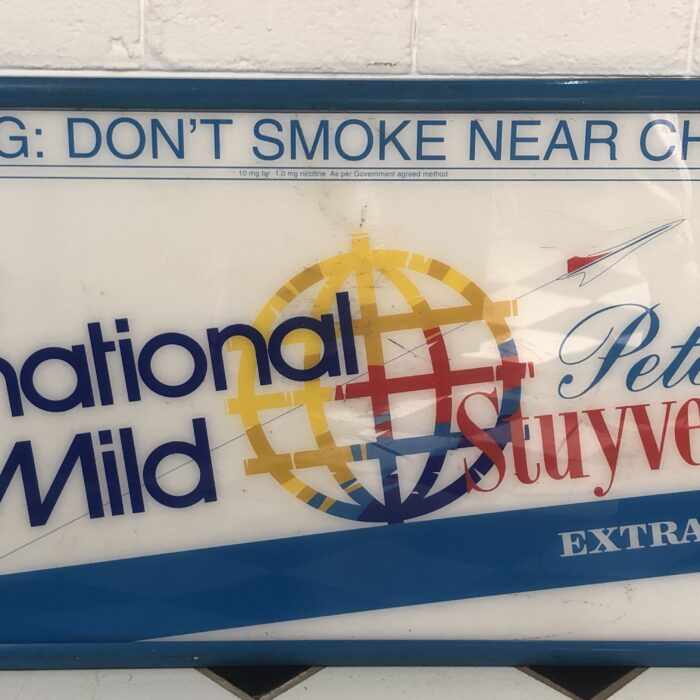 G: DON'T SMOKE NEAR CH
10 mg tar 1.0 mg nicotine As per Government agreed method
national
Mild
Pete
Stuyve
EXTRA